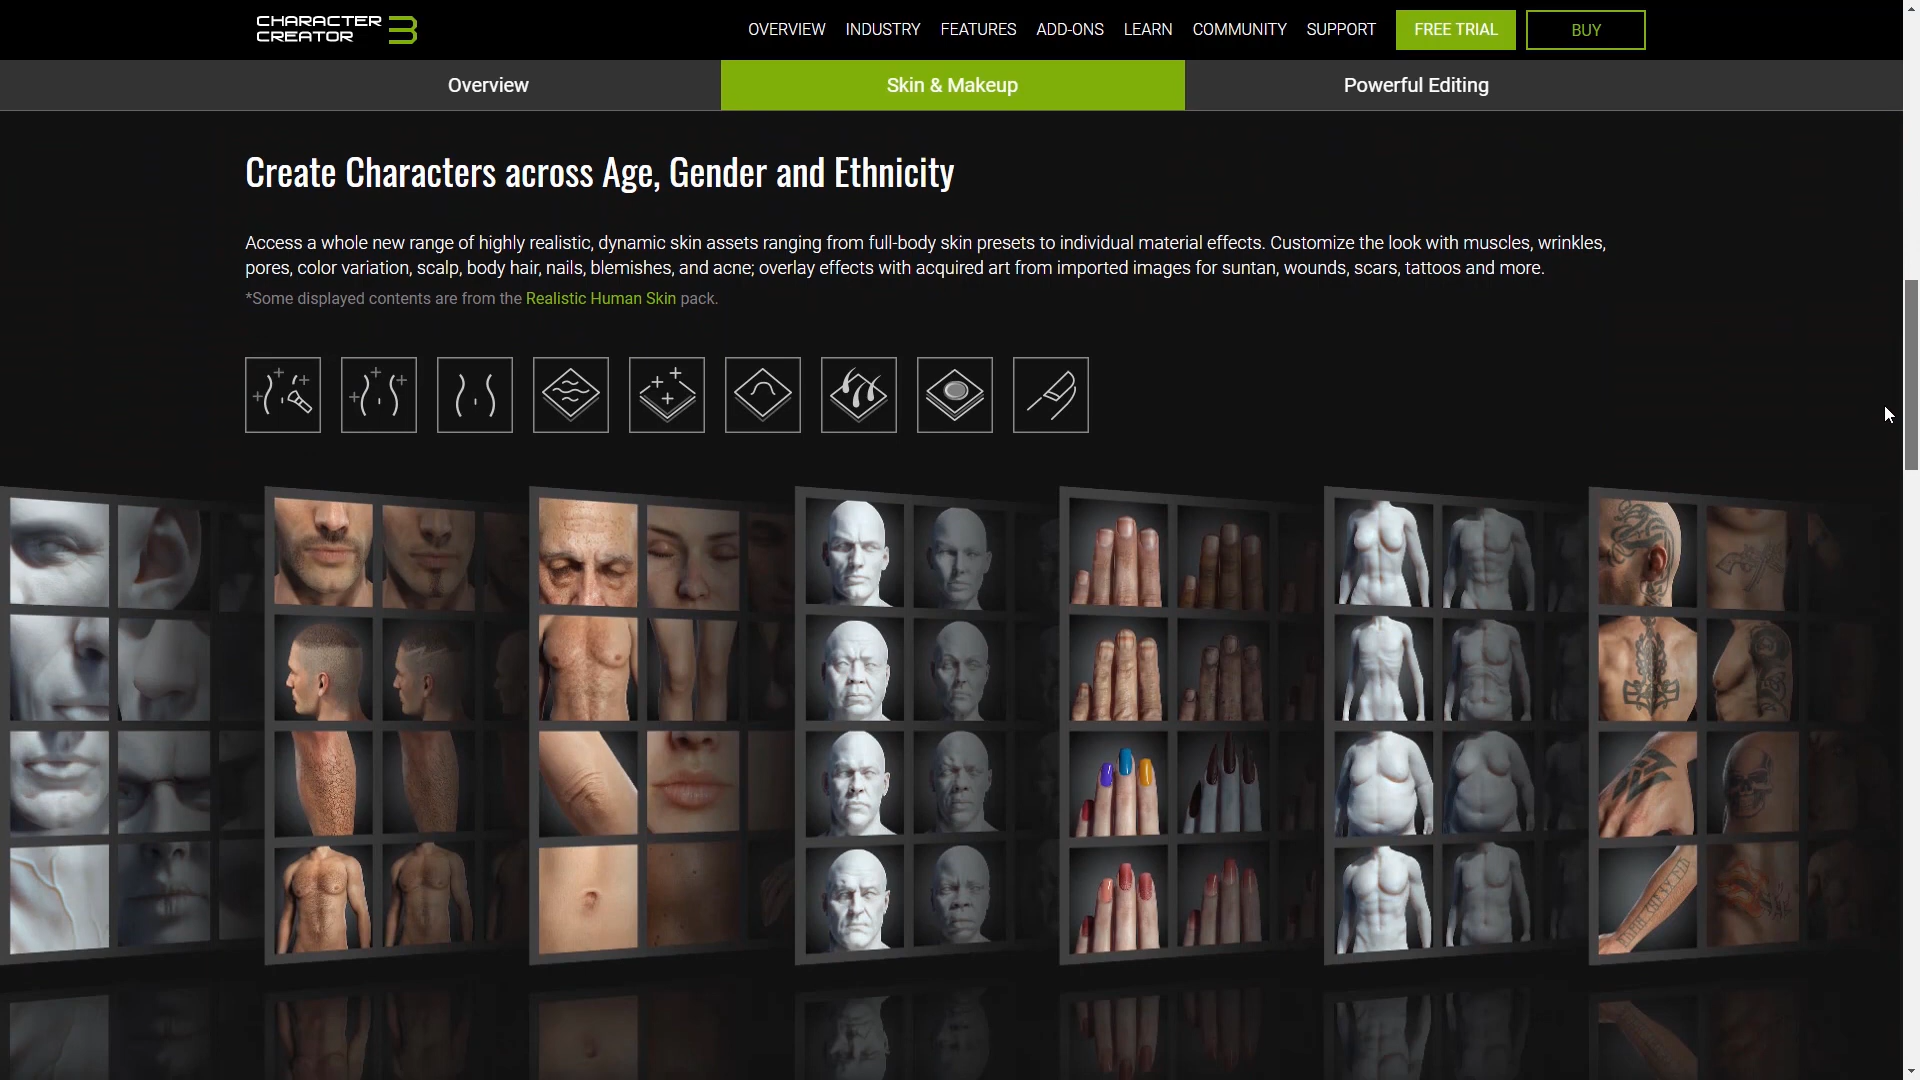 CHARACTER
CREATOR 3
OVERVIEW INDUSTRY FEATURES ADD-ONS LEARN COMMUNITY SUPPORT FREE TRIAL BUY
Overview Skin & Makeup Powerful Editing
Create Characters across Age, Gender and Ethnicity
Access a whole new range of highly realistic, dynamic skin assets ranging from full-body skin presets to individual material effects. Customize the look with muscles, wrinkles,
pores, color variation, scalp, body hair, nails, blemishes, and acne; overlay effects with acquired art from imported images for suntan, wounds, scars, tattoos and more.
*Some displayed contents are from the Realistic Human Skin pack.